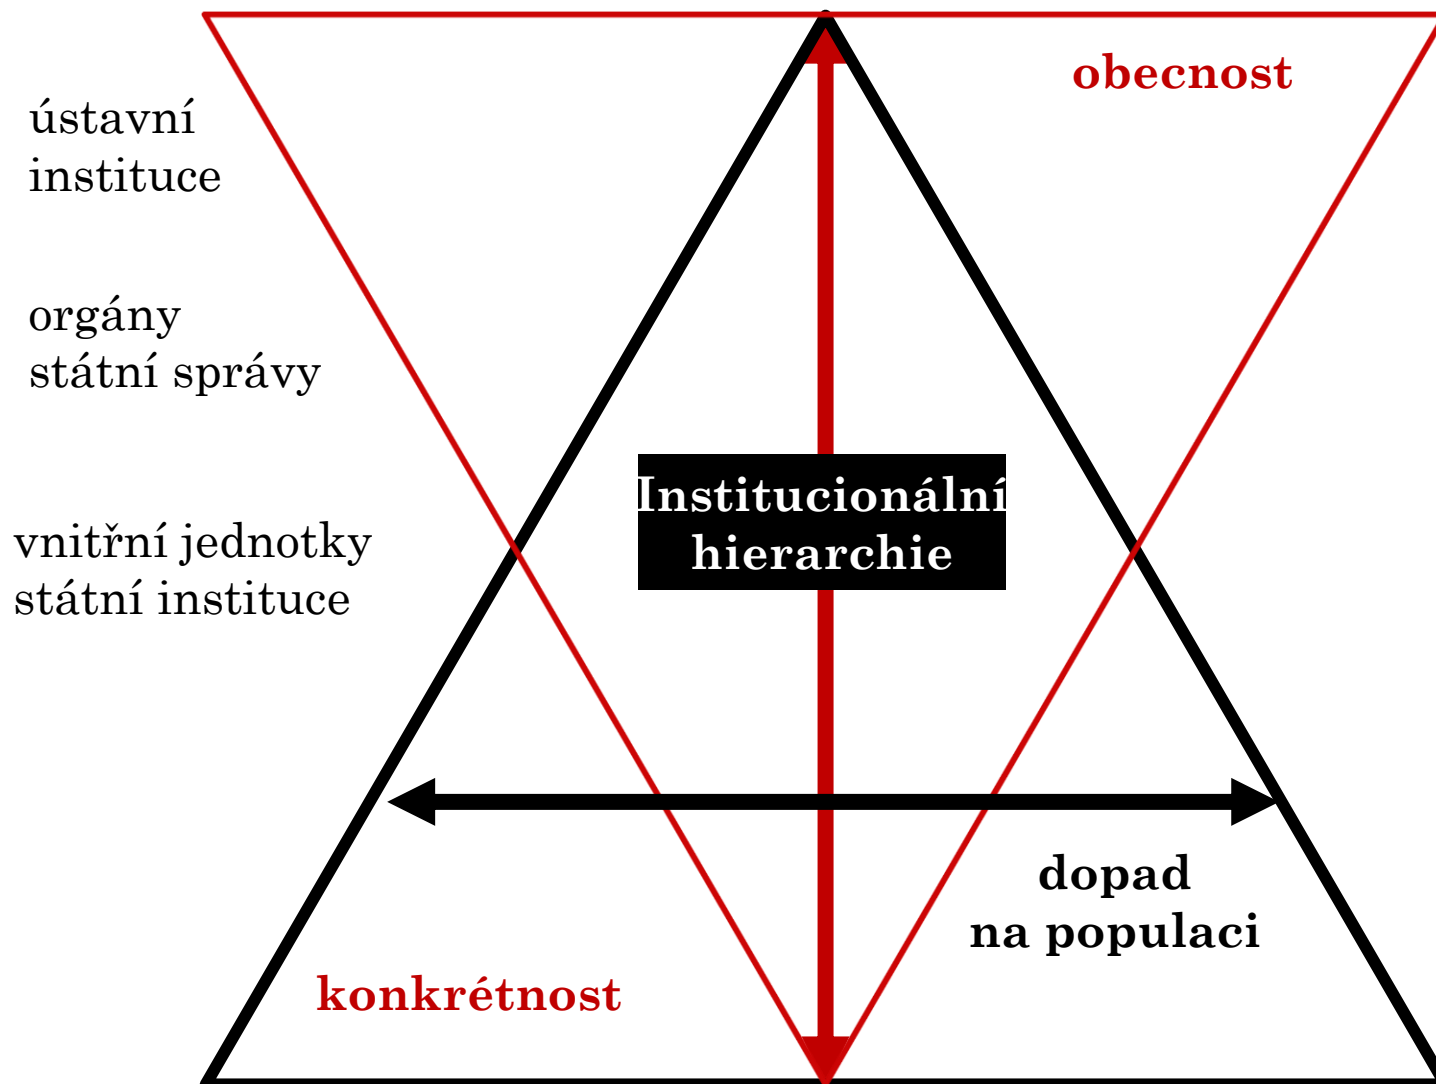 obecnost
ústavní
instituce
orgány
státní správy
Institucionální
hierarchie
vnitřní jednotky
státní instituce
dopad
na populaci
konkrétnost